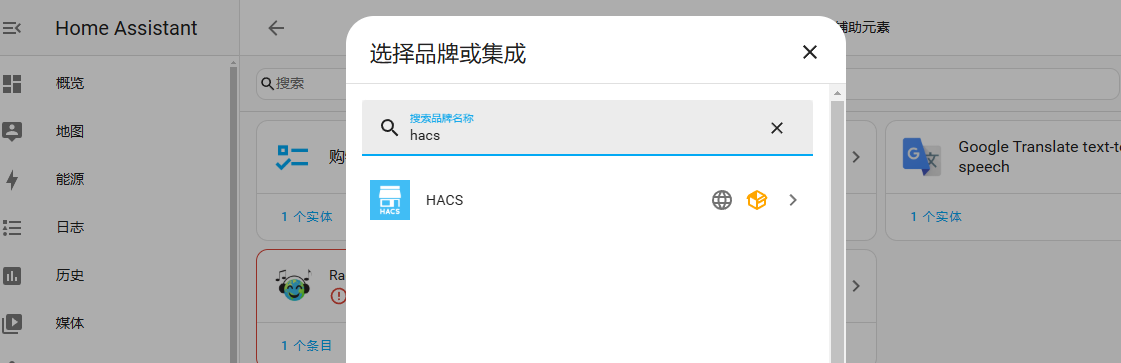 Home Assistant
概览
地图
能源
日志
历史
媒体
辅助元素
搜索
选择品牌或集成
搜索品牌名称
hacs
HACS
HACS
1 个实体
Google Translate text-t
speech
1 个实体
Ra
1 个条目